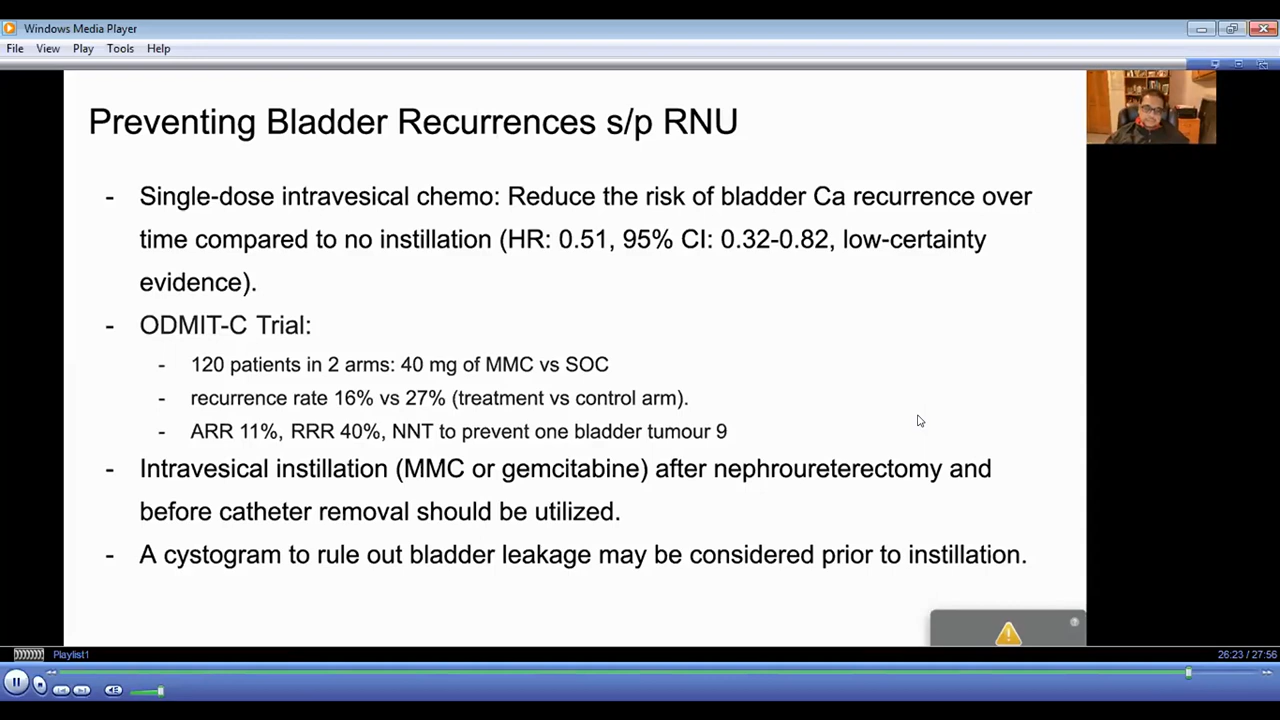 Windows Media Player
File View Play Tools Help
Preventing Bladder Recurrences s/p RNU
- Single-dose intravesical chemo: Reduce the risk of bladder Ca recurrence over
time compared to no instillation (HR: 0.51, 95% CI: 0.32-0.82, low-certainty
evidence).
- ODMIT-C Trial:
- 120 patients in 2 arms: 40 mg of MMC vs SOC
- recurrence rate 16% vs 27% (treatment vs control arm).
- ARR 11%, RRR 40%, NNT to prevent one bladder tumour 9
- Intravesical instillation (MMC or gemcitabine) after nephroureterectomy and
before catheter removal should be utilized.
- A cystogram to rule out bladder leakage may be considered prior to instillation.
Playlist1
26:23 / 27:56